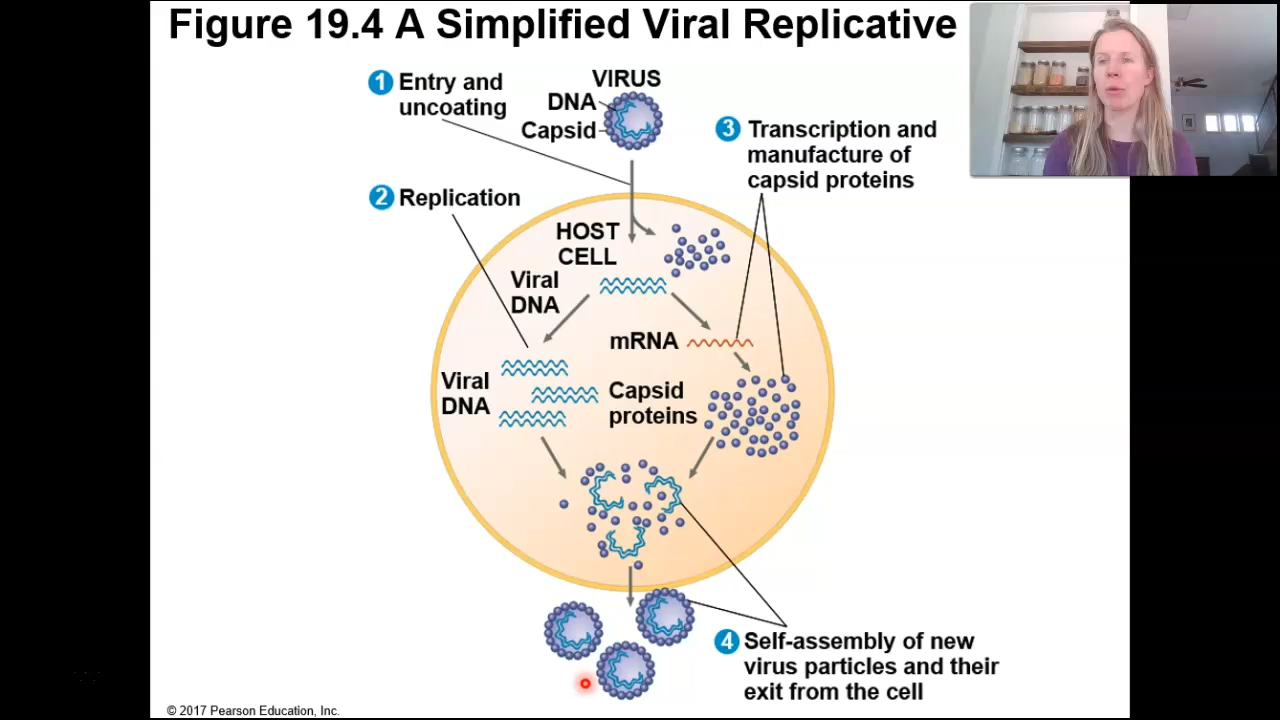 Figure 19.4 A Simplified Viral Replicative
1 Entry and
uncoating
VIRUS
DNA
Capsid
3 Transcription and
manufacture of
capsid proteins
2 Replication
HOST
CELL
Viral
DNA
mRNA
Viral
DNA
Capsid
proteins
4 Self-assembly of new
virus particles and their
exit from the cell
© 2017 Pearson Education, Inc.